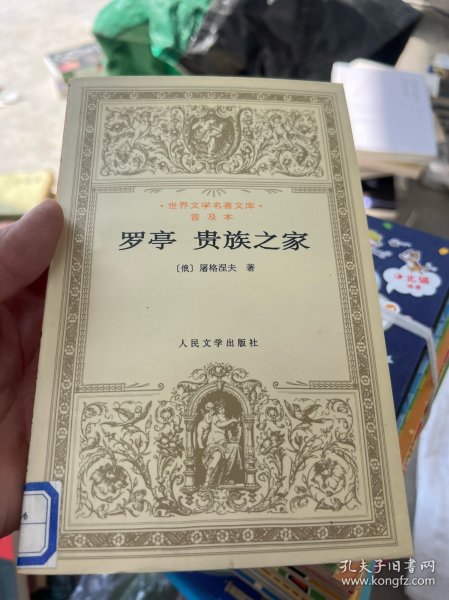 ·世界文学名著文库·
普及本
罗亭 贵族之家
〔俄〕屠格涅夫 著
人民文学出版社
北猫
孔夫子旧书网
www.kongfz.com